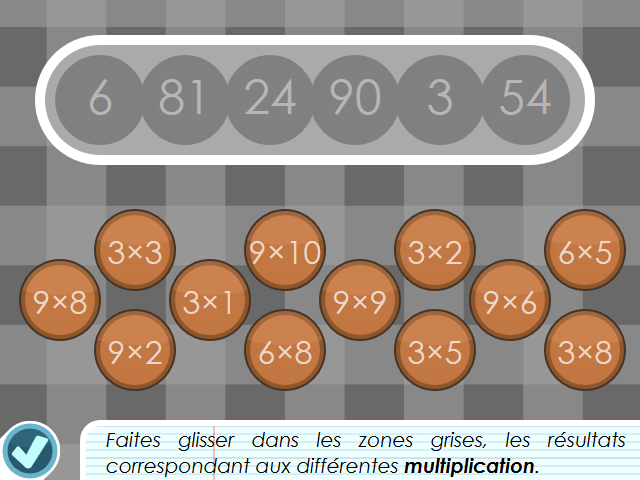 6 81 24 90 3 54
3×3 9×10 3×2 6×5
9×8 3×1 9×9 9×6
9×2 6×8 3×5 3×8
Faites glisser dans les zones grises, les résultats
correspondant aux différentes multiplication.